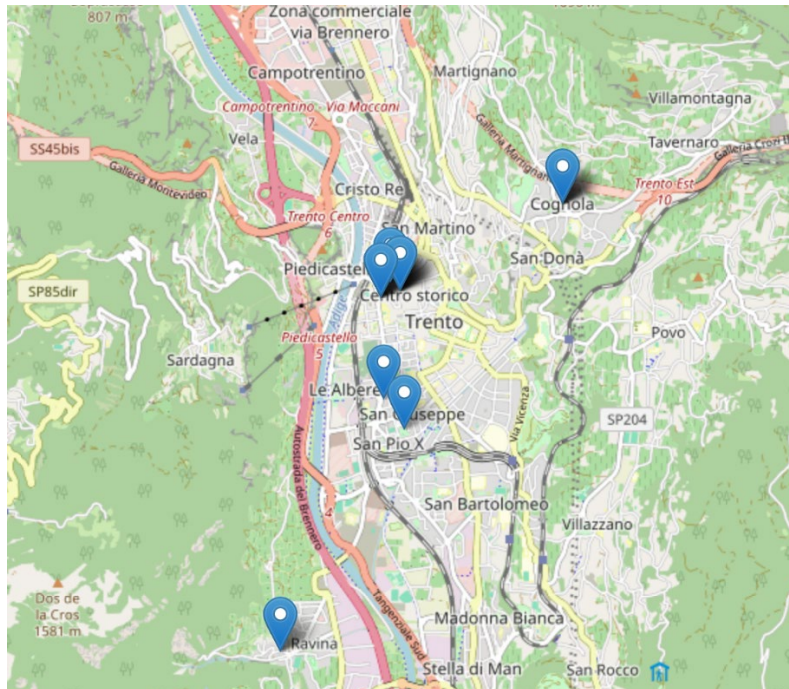 807 m
Zona commerciale
via Brennero
Campotrentino
Martignano
Villamontagna
Campotrentino - Via Maccani
7
Galleria Martignano
Vela
SS45bis
Tavernaro
Galleria Montevideo
Cristo Re
Trento Est
10
Cognola
Trento Centro
6
San Martino
San Donà
Piedicastello
SP85dir
Centro storico
Adige
Trento
Piedicastello
5
Povo
Sardagna
Le Albere
San Giuseppe
Via Vicenza
SP204
San Pio X
Autostrada del Brennero
4
San Bartolomeo
Villazzano
Dos de
la Cros
1581 m
Tangenziale Sud
Madonna Bianca
Ravina
Stella di Man
San Rocco